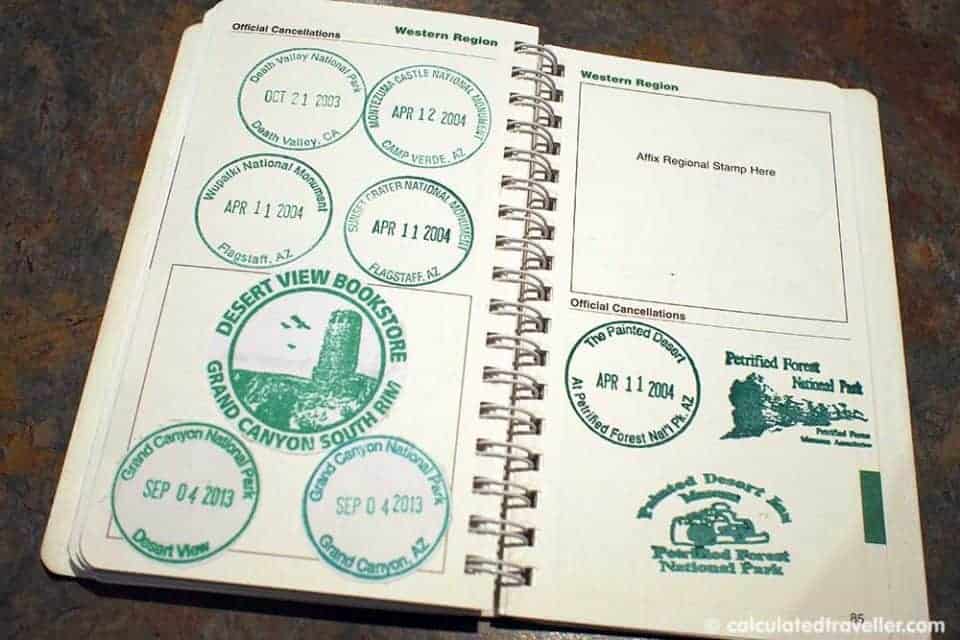 Official Cancellations
Western Region
Death Valley National Park
OCT 21 2003
Death Valley, CA
MONTEZUMA CASTLE NATIONAL MONUMENT
APR 12 2004
CAMP VERDE, AZ
Wupatki National Monument
APR 11 2004
Flagstaff, AZ
SUNSET CRATER NATIONAL MONUMENT
APR 11 2004
FLAGSTAFF, AZ
DESERT VIEW BOOKSTORE
GRAND CANYON SOUTH RIM
Grand Canyon National Park
SEP 04 2013
Desert View
Grand Canyon National Park
SEP 04 2013
Grand Canyon, AZ
Western Region
Affix Regional Stamp Here
Official Cancellations
The Painted Desert
APR 11 2004
At Petrified Forest Nat'l Pk. AZ
Petrified Forest
National Park
Petrified Forest
Museum Association
Painted Desert Inn
Museum
Petrified Forest
National Park
85
© calculatedtraveller.com